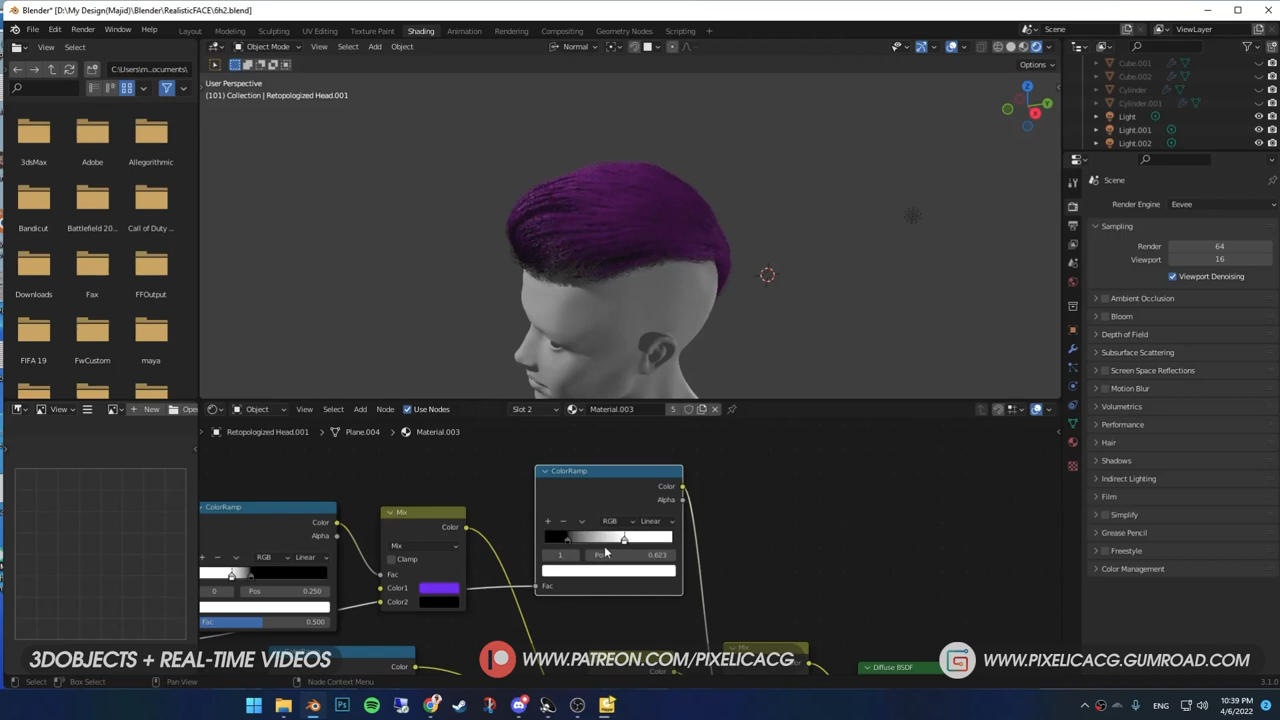 Blender* [D:\My Design(Majid)\Blender\RealisticFACE\6h2.blend]
File Edit Render Window Help Layout Modeling Sculpting UV Editing Texture Paint Shading Animation Rendering Compositing Geometry Nodes Scripting + Scene ViewLayer
View Select Object Mode View Select Add Object Normal
C:\Users\m...ocuments\ Options
User Perspective
(101) Collection | Retopologized Head.001
Cube.001
Cube.002
Cylinder
Cylinder.001
Light
Light.001
Light.002
3dsMax Adobe Allegorithmic
Bandicut Battlefield 20... Call of Duty ...
Downloads Fax FFOutput
FIFA 19 FwCustom maya
Z
Y
X
Scene
Render Engine Eevee
Sampling
Render 64
Viewport 16
Viewport Denoising
Ambient Occlusion
Bloom
Depth of Field
Subsurface Scattering
Screen Space Reflections
Motion Blur
Volumetrics
Performance
Hair
Shadows
Indirect Lighting
Film
Simplify
Grease Pencil
Freestyle
Color Management
View + New Open Object View Select Add Node Use Nodes Slot 2 Material.003 5
Retopologized Head.001 > Plane.004 > Material.003
ColorRamp
Color
Alpha
+ − RGB Linear
0 Pos 0.250
Fac 0.500
Mix
Color
Mix
Clamp
Fac
Color1
Color2
ColorRamp
Color
Alpha
+ − RGB Linear
1 Pos 0.623
Fac
Color
Mix
Diffuse BSDF
3DOBJECTS + REAL-TIME VIDEOS WWW.PATREON.COM/PIXELICACG WWW.PIXELICACG.GUMROAD.COM
Select Box Select Pan View Node Context Menu 3.1.0
ENG 10:39 PM
4/6/2022